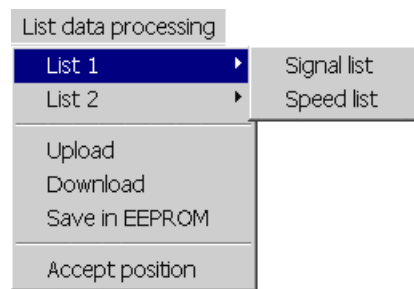 List data processing
List 1
Signal list
List 2
Speed list
Upload
Download
Save in EEPROM
Accept position